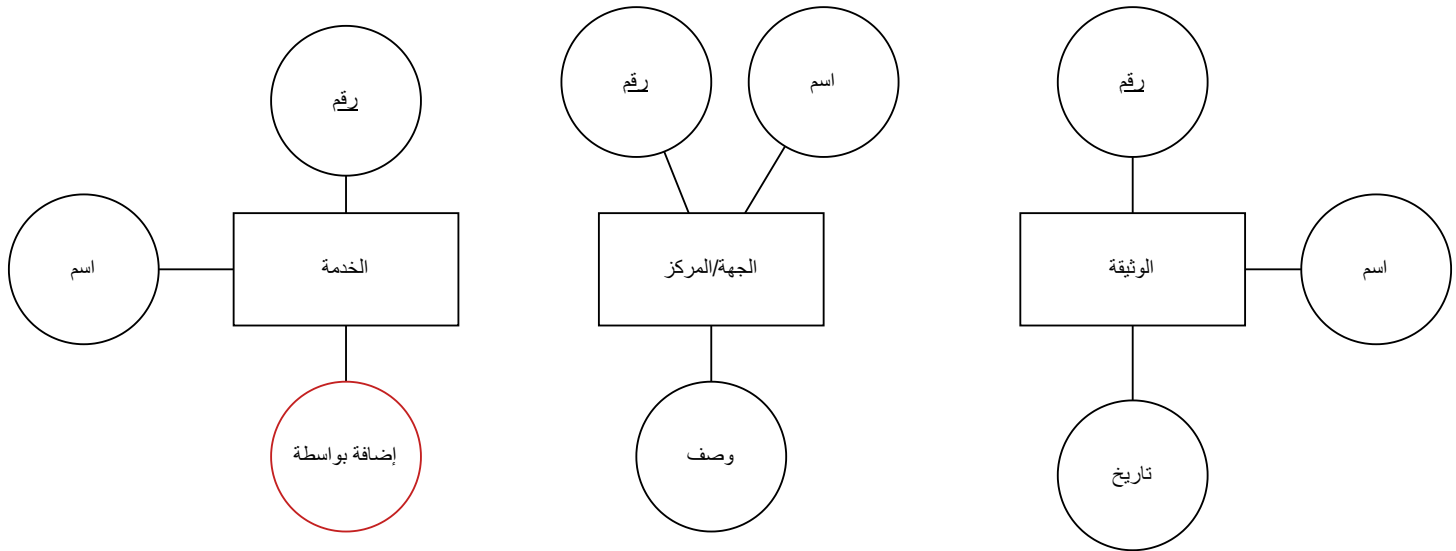 رقم
اسم
رقم
رقم
اسم
الوثيقة
الجهة/المركز
الخدمة
اسم
تاريخ
وصف
إضافة بواسطة